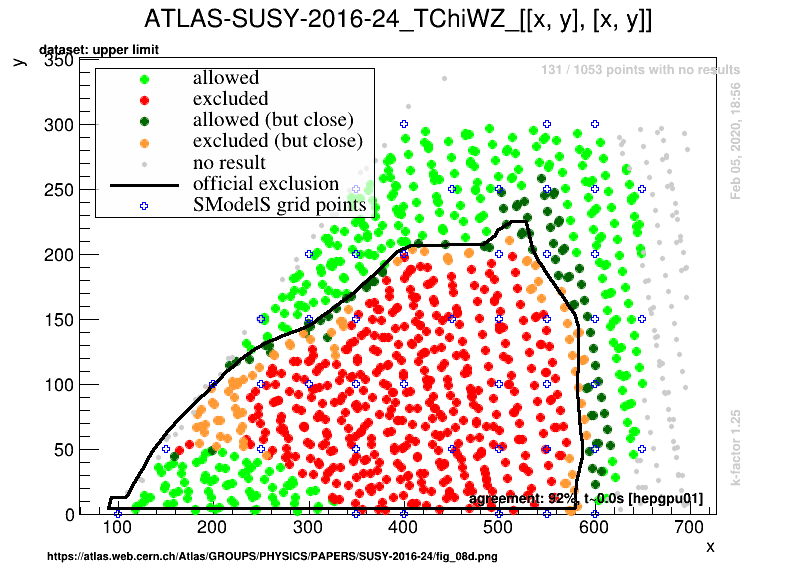 ATLAS-SUSY-2016-24_TChiWZ_[[x, y], [x, y]]
dataset: upper limit
y
350
300
250
200
150
100
50
0
allowed
excluded
allowed (but close)
excluded (but close)
no result
official exclusion
SModelS grid points
131 / 1053 points with no results
Feb 05, 2020, 18:56
k-factor 1.25
agreement: 92%, t~0.0s [hepgpu01]
100 200 300 400 500 600 700
x
https://atlas.web.cern.ch/Atlas/GROUPS/PHYSICS/PAPERS/SUSY-2016-24/fig_08d.png